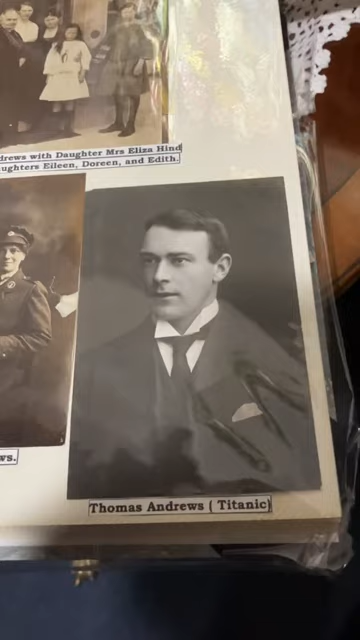 drews with Daughter Mrs Eliza Hind
ughters Eileen, Doreen, and Edith.
ws.
Thomas Andrews ( Titanic)